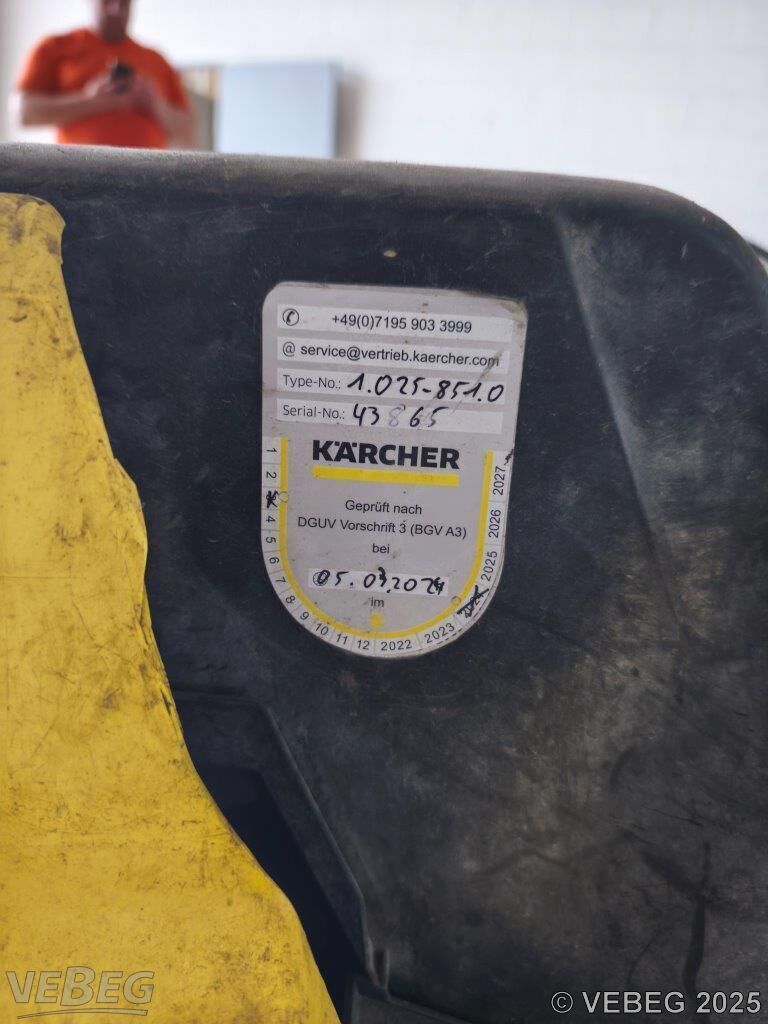 +49(0)7195 903 3999
@ service@vertrieb.kaercher.com
Type-No.: 1.025-851.0
Serial-No.: 43865
KÄRCHER
Geprüft nach
DGUV Vorschrift 3 (BGV A3)
bei
05.03.2024
im
1 2 3 4 5 6 7 8 9 10 11 12 2022 2023 2024 2025 2026 2027
VEBEG
© VEBEG 2025